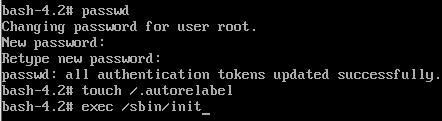 bash-4.2# passwd
Changing password for user root.
New password:
Retype new password:
passwd: all authentication tokens updated successfully.
bash-4.2# touch /.autorelabel
bash-4.2# exec /sbin/init_